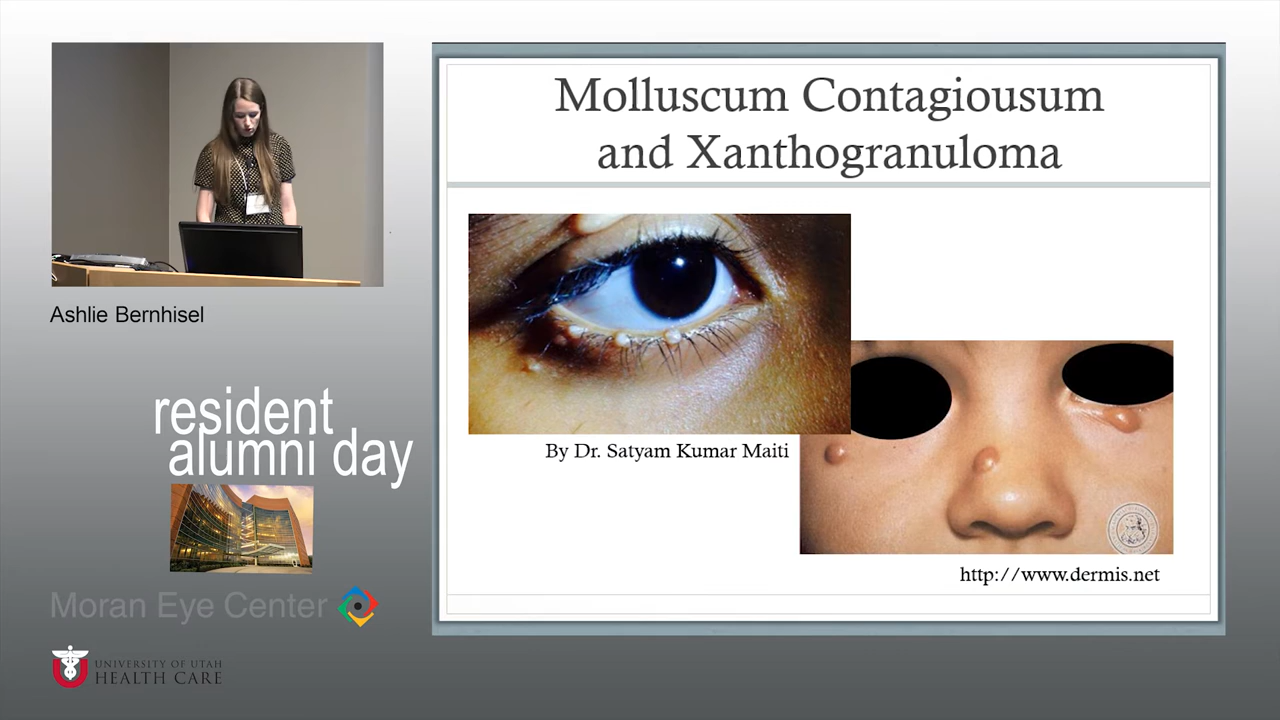 Molluscum Contagiousum
and Xanthogranuloma
By Dr. Satyam Kumar Maiti
http://www.dermis.net
Ashlie Bernhisel
resident
alumni day
Moran Eye Center
UNIVERSITY OF UTAH
HEALTH CARE